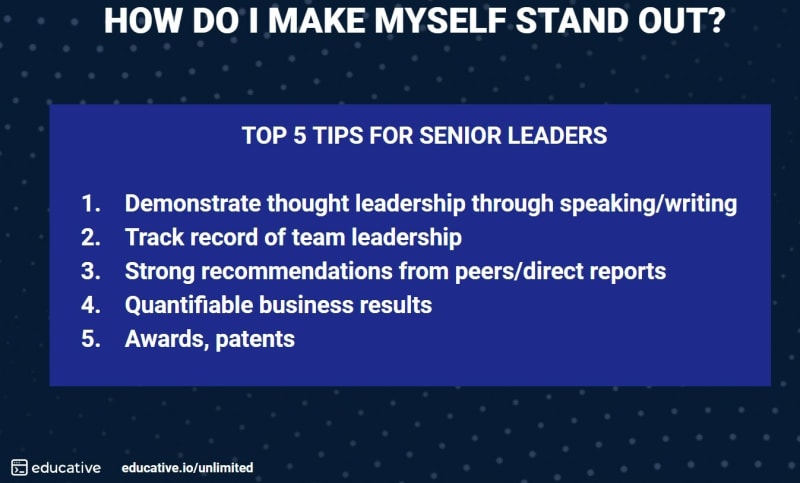 HOW DO I MAKE MYSELF STAND OUT?
TOP 5 TIPS FOR SENIOR LEADERS
1. Demonstrate thought leadership through speaking/writing
2. Track record of team leadership
3. Strong recommendations from peers/direct reports
4. Quantifiable business results
5. Awards, patents
educative educative.io/unlimited